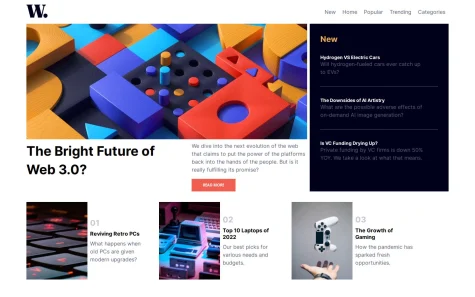 W.
New Home Popular Trending Categories
New
Hydrogen VS Electric Cars
Will hydrogen-fueled cars ever catch up
to EVs?
The Downsides of AI Artistry
What are the possible adverse effects of
on-demand AI image generation?
Is VC Funding Drying Up?
Private funding by VC firms is down 50%
YOY. We take a look at what that means.
The Bright Future of
Web 3.0?
We dive into the next evolution of the web
that claims to put the power of the platforms
back into the hands of the people. But is it
really fulfilling its promise?
READ MORE
01
Reviving Retro PCs
What happens when
old PCs are given
modern upgrades?
02
Top 10 Laptops of
2022
Our best picks for
various needs and
budgets.
03
The Growth of
Gaming
How the pandemic has
sparked fresh
opportunities.